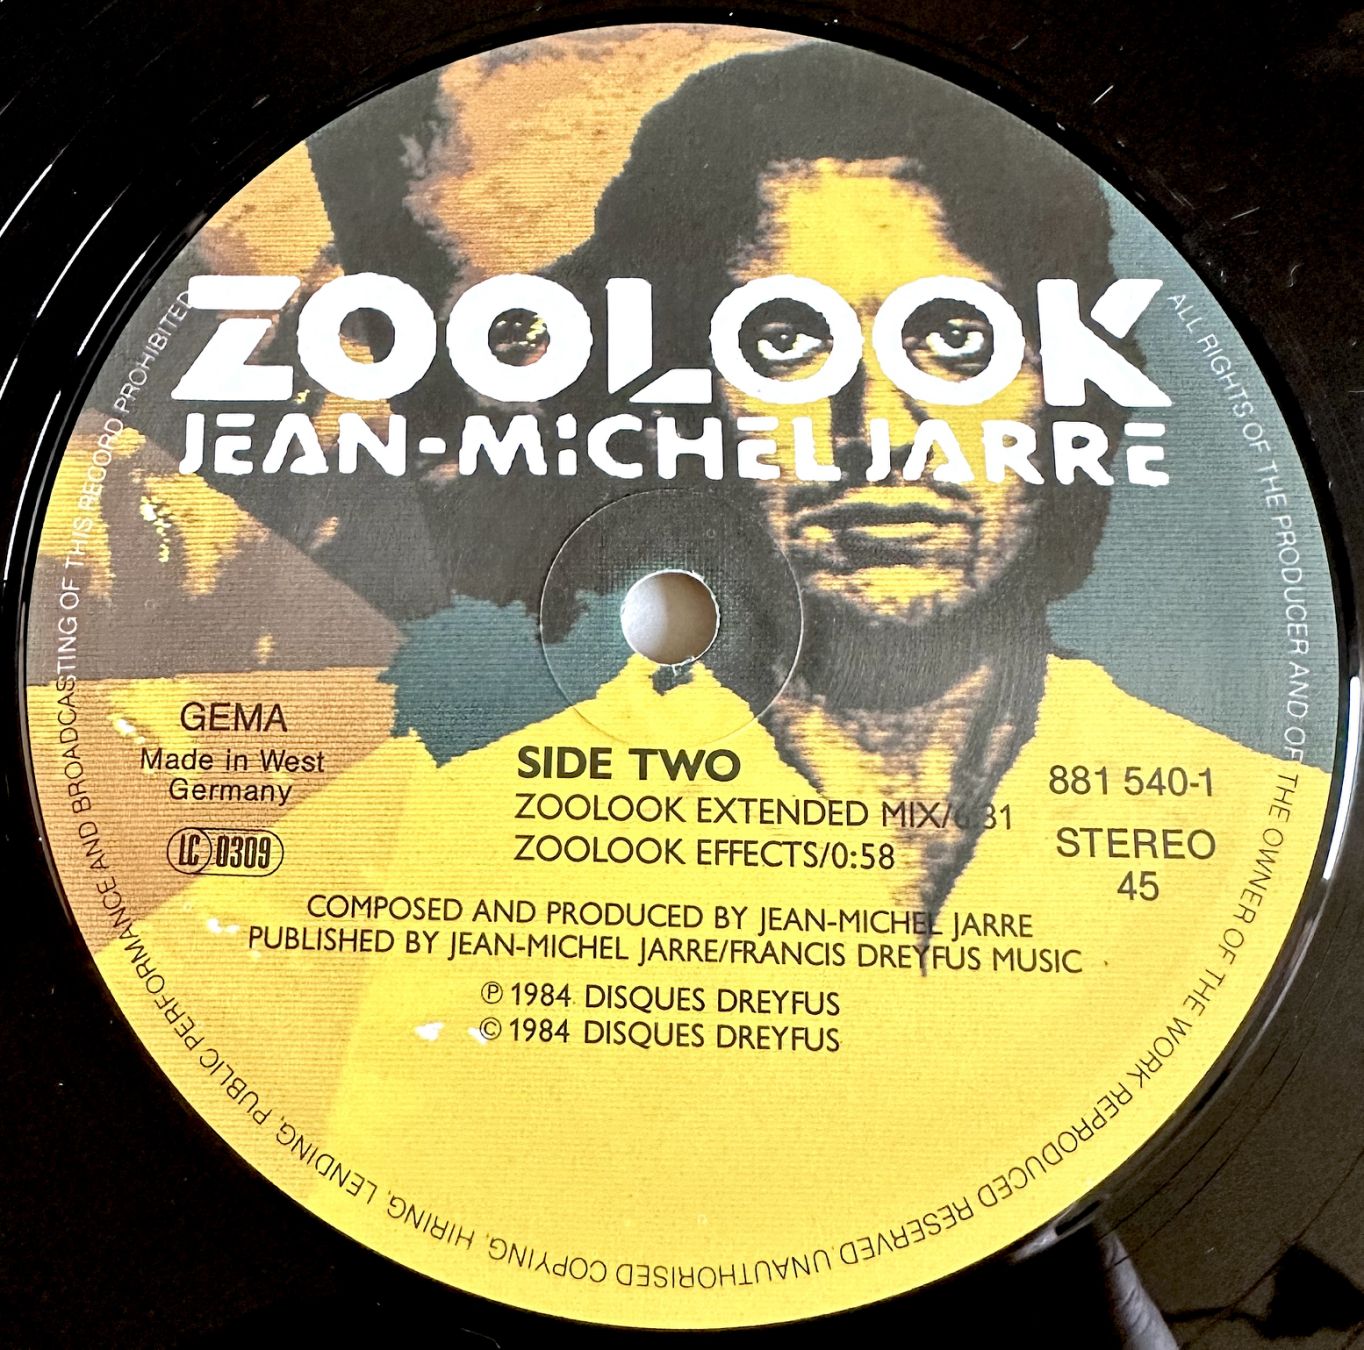 ZOOLOOK
JEAN-MICHEL JARRE
GEMA
Made in West
Germany
LC 0309
SIDE TWO
ZOOLOOK EXTENDED MIX/6:31
ZOOLOOK EFFECTS/0:58
881 540-1
STEREO
45
COMPOSED AND PRODUCED BY JEAN-MICHEL JARRE
PUBLISHED BY JEAN-MICHEL JARRE/FRANCIS DREYFUS MUSIC
℗ 1984 DISQUES DREYFUS
© 1984 DISQUES DREYFUS
ALL RIGHTS OF THE PRODUCER AND OF THE OWNER OF THE WORK REPRODUCED RESERVED. UNAUTHORISED COPYING, HIRING, LENDING, PUBLIC PERFORMANCE AND BROADCASTING OF THIS RECORD PROHIBITED